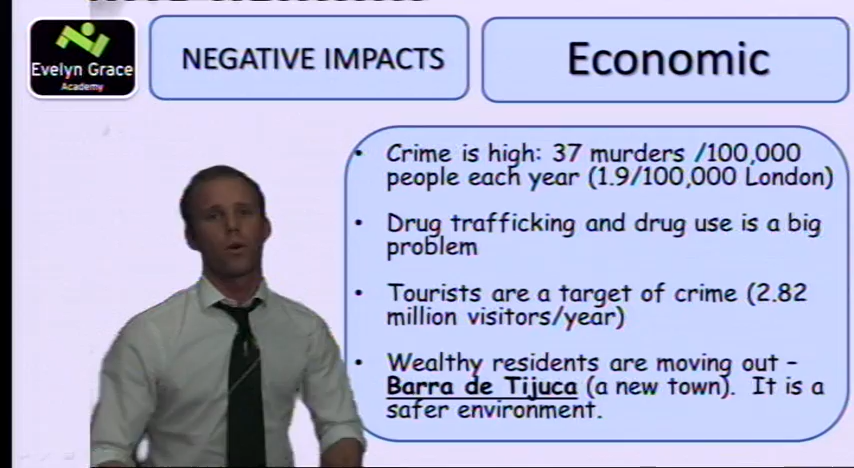 Evelyn Grace
Academy
NEGATIVE IMPACTS
Economic
• Crime is high: 37 murders /100,000
people each year (1.9/100,000 London)
• Drug trafficking and drug use is a big
problem
• Tourists are a target of crime (2.82
million visitors/year)
• Wealthy residents are moving out –
Barra de Tijuca (a new town). It is a
safer environment.